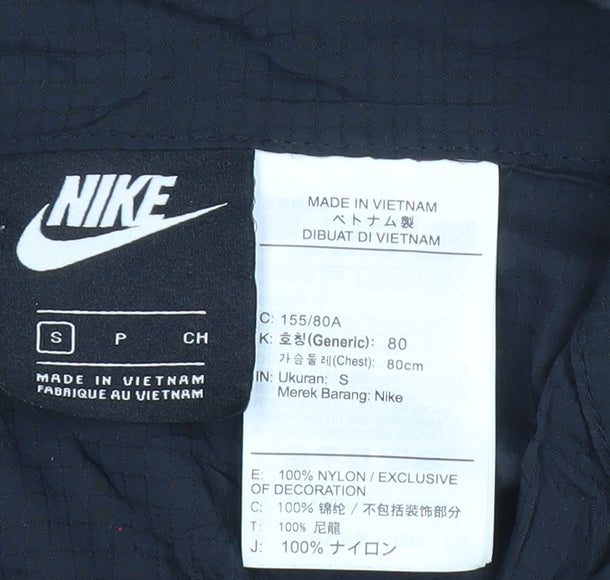 NIKE
S P CH
MADE IN VIETNAM
FABRIQUE AU VIETNAM
MADE IN VIETNAM
ベトナム製
DIBUAT DI VIETNAM
C: 155/80A
K: 호칭(Generic): 80
가슴둘레(Chest): 80cm
IN: Ukuran: S
Merek Barang: Nike
E: 100% NYLON / EXCLUSIVE
OF DECORATION
C: 100% 锦纶 / 不包括装饰部分
T: 100% 尼龍
J: 100% ナイロン